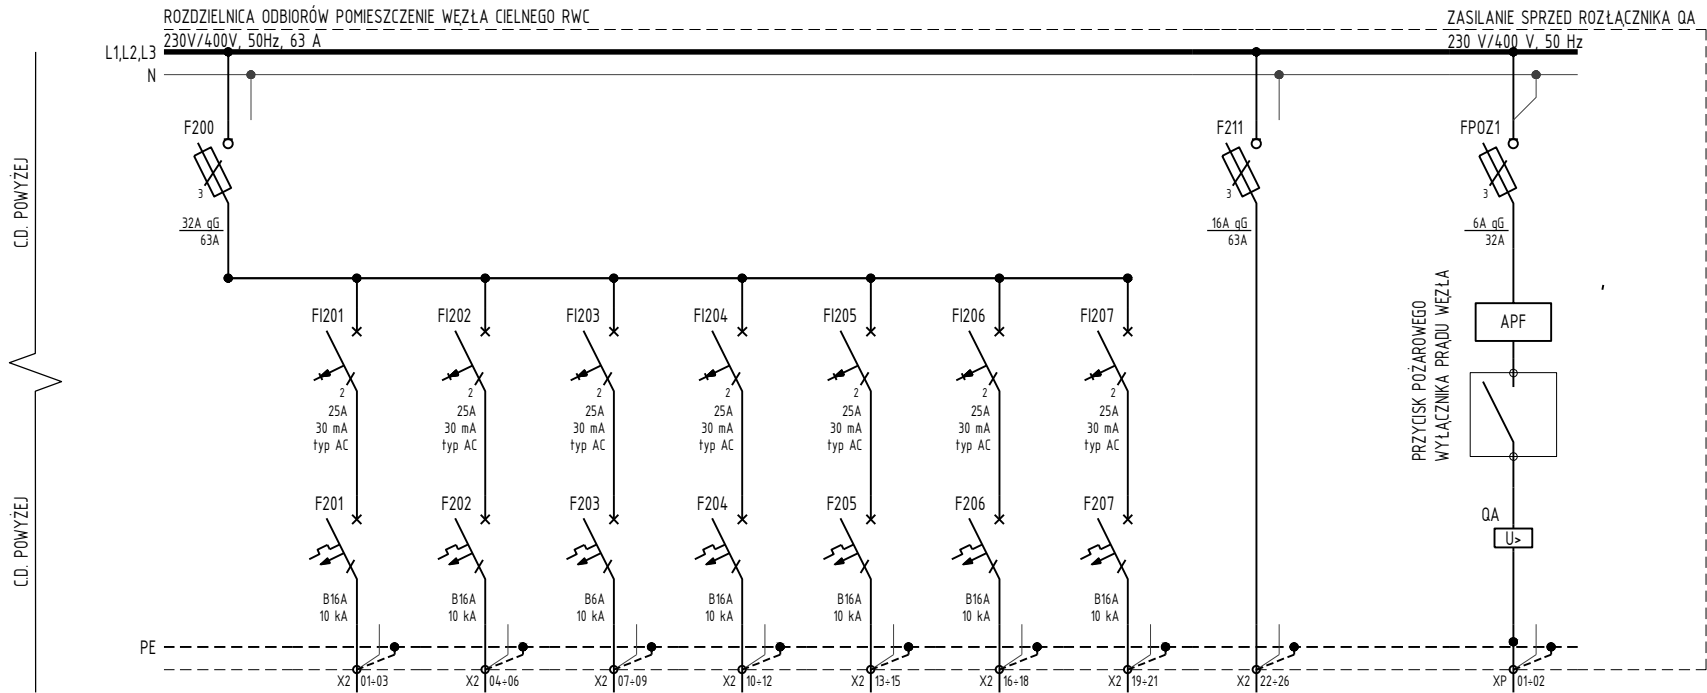 ROZDZIELNICA ODBIORÓW POMIESZCZENIE WĘZŁA CIELNEGO RWC
ZASILANIE SPRZED ROZŁĄCZNIKA QA
230V/400V, 50Hz, 63 A
230 V/400 V, 50 Hz
L1,L2,L3
N
C.D. POWYŻEJ
C.D. POWYŻEJ
F200
3
32A gG
63A
F211
3
16A gG
63A
FPOZ1
3
6A gG
32A
PRZYCISK POŻAROWEGO
WYŁĄCZNIKA PRĄDU WĘZŁA
APF
QA
U>
FI201
FI202
FI203
FI204
FI205
FI206
FI207
2
2
2
2
2
2
2
25A
25A
25A
25A
25A
25A
25A
30 mA
30 mA
30 mA
30 mA
30 mA
30 mA
30 mA
typ AC
typ AC
typ AC
typ AC
typ AC
typ AC
typ AC
F201
F202
F203
F204
F205
F206
F207
B16A
B16A
B6A
B16A
B16A
B16A
B16A
10 kA
10 kA
10 kA
10 kA
10 kA
10 kA
10 kA
PE
X2 01÷03
X2 04÷06
X2 07÷09
X2 10÷12
X2 13÷15
X2 16÷18
X2 19÷21
X2 22÷26
XP 01÷02